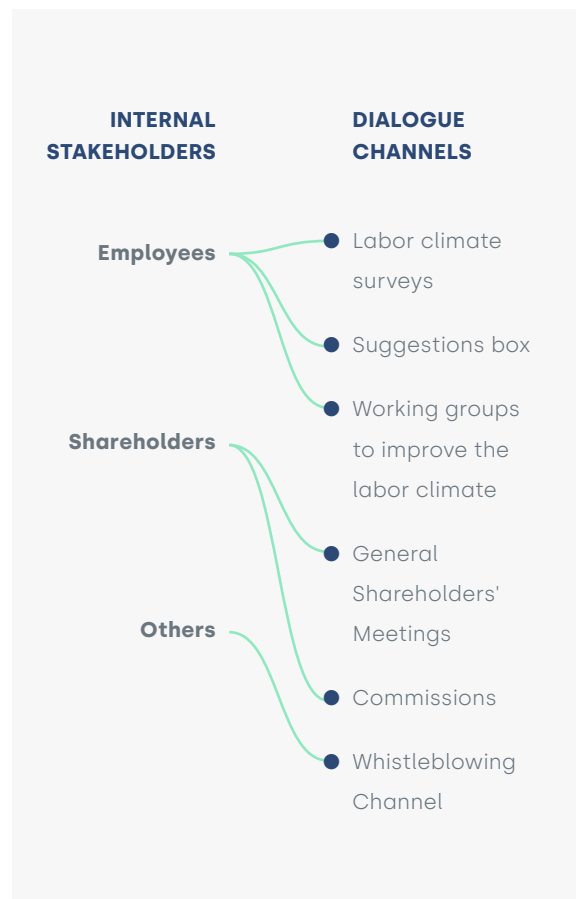 INTERNAL
STAKEHOLDERS
DIALOGUE
CHANNELS
Employees
Labor climate
surveys
Suggestions box
Working groups
to improve the
labor climate
Shareholders
General
Shareholders'
Meetings
Commissions
Others
Whistleblowing
Channel